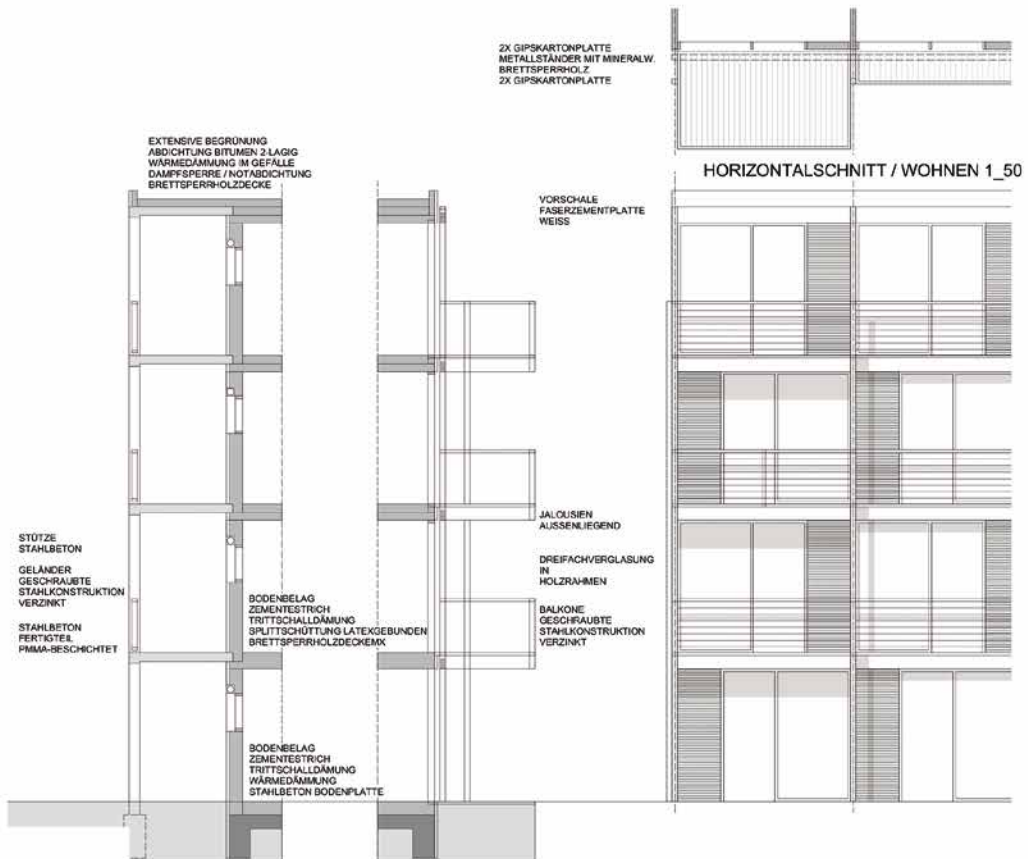 2X GIPSKARTONPLATTE
METALLSTÄNDER MIT MINERALW.
BRETTSPERRHOLZ
2X GIPSKARTONPLATTE
HORIZONTALSCHNITT / WOHNEN 1_50
EXTENSIVE BEGRÜNUNG
ABDICHTUNG BITUMEN 2-LAGIG
WÄRMEDÄMMUNG IM GEFÄLLE
DAMPFSPERRE / NOTABDICHTUNG
BRETTSPERRHOLZDECKE
VORSCHALE
FASERZEMENTPLATTE
WEISS
STÜTZE
STAHLBETON
GELÄNDER
GESCHRAUBTE
STAHLKONSTRUKTION
VERZINKT
STAHLBETON
FERTIGTEIL
PMMA-BESCHICHTET
BODENBELAG
ZEMENTESTRICH
TRITTSCHALLDÄMUNG
SPLITTSCHÜTTUNG LATEXGEBUNDEN
BRETTSPERRHOLZDECKEMX
JALOUSIEN
AUSSENLIEGEND
DREIFACHVERGLASUNG
IN
HOLZRAHMEN
BALKONE
GESCHRAUBTE
STAHLKONSTRUKTION
VERZINKT
BODENBELAG
ZEMENTESTRICH
TRITTSCHALLDÄMUNG
WÄRMEDÄMMUNG
STAHLBETON BODENPLATTE